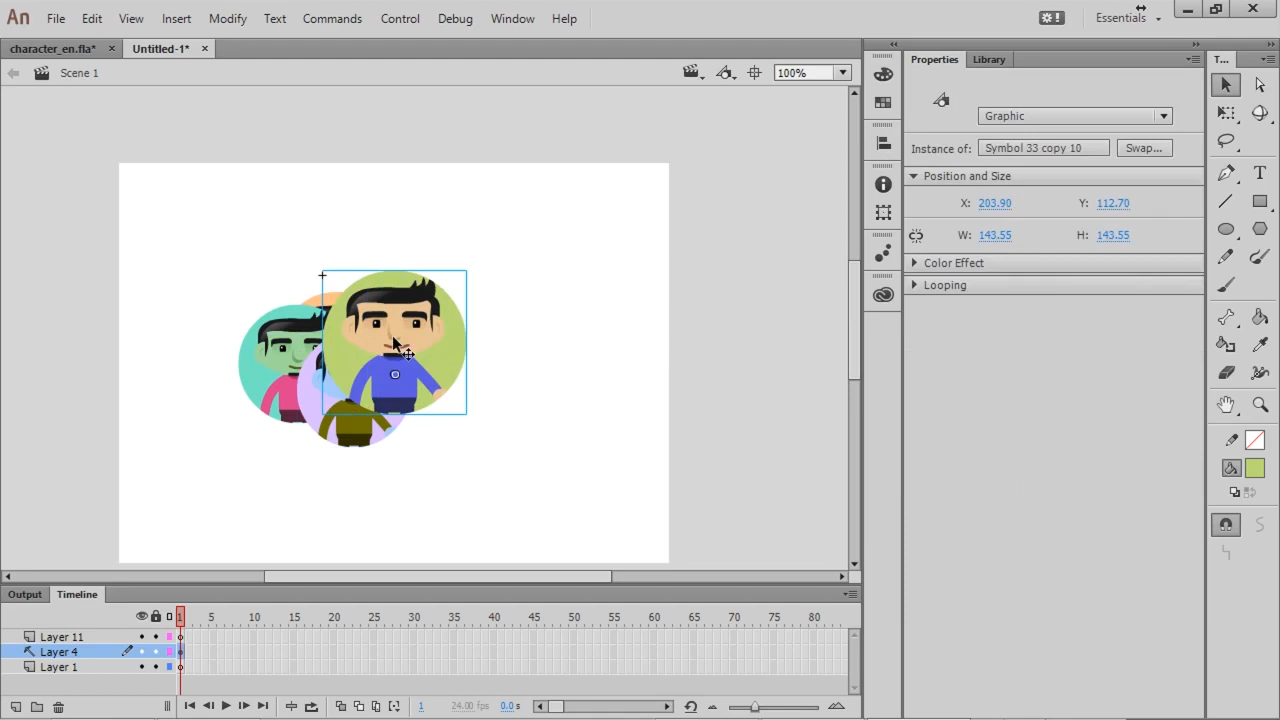 An File Edit View Insert Modify Text Commands Control Debug Window Help Essentials
character_en.fla* × Untitled-1* ×
Scene 1 100%
T...
Properties Library
Graphic
Instance of: Symbol 33 copy 10 Swap...
Position and Size
X: 203.90 Y: 112.70
W: 143.55 H: 143.55
Color Effect
Looping
Output Timeline
1 5 10 15 20 25 30 35 40 45 50 55 60 65 70 75 80
Layer 11
Layer 4
Layer 1
1 24.00 fps 0.0 s